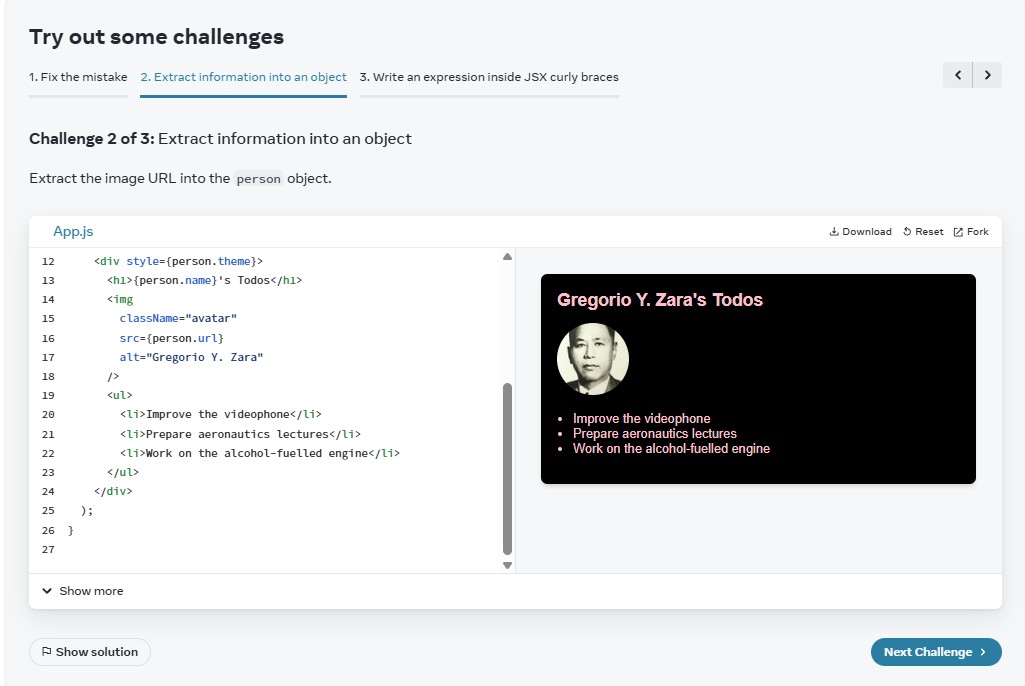 Try out some challenges
1. Fix the mistake
2. Extract information into an object
3. Write an expression inside JSX curly braces
Challenge 2 of 3: Extract information into an object
Extract the image URL into the person object.
App.js
Download
Reset
Fork
12 <div style={person.theme}>
13 <h1>{person.name}'s Todos</h1>
14 <img
15 className="avatar"
16 src={person.url}
17 alt="Gregorio Y. Zara"
18 />
19 <ul>
20 <li>Improve the videophone</li>
21 <li>Prepare aeronautics lectures</li>
22 <li>Work on the alcohol-fuelled engine</li>
23 </ul>
24 </div>
25 );
26 }
27
Gregorio Y. Zara's Todos
• Improve the videophone
• Prepare aeronautics lectures
• Work on the alcohol-fuelled engine
Show more
Show solution
Next Challenge